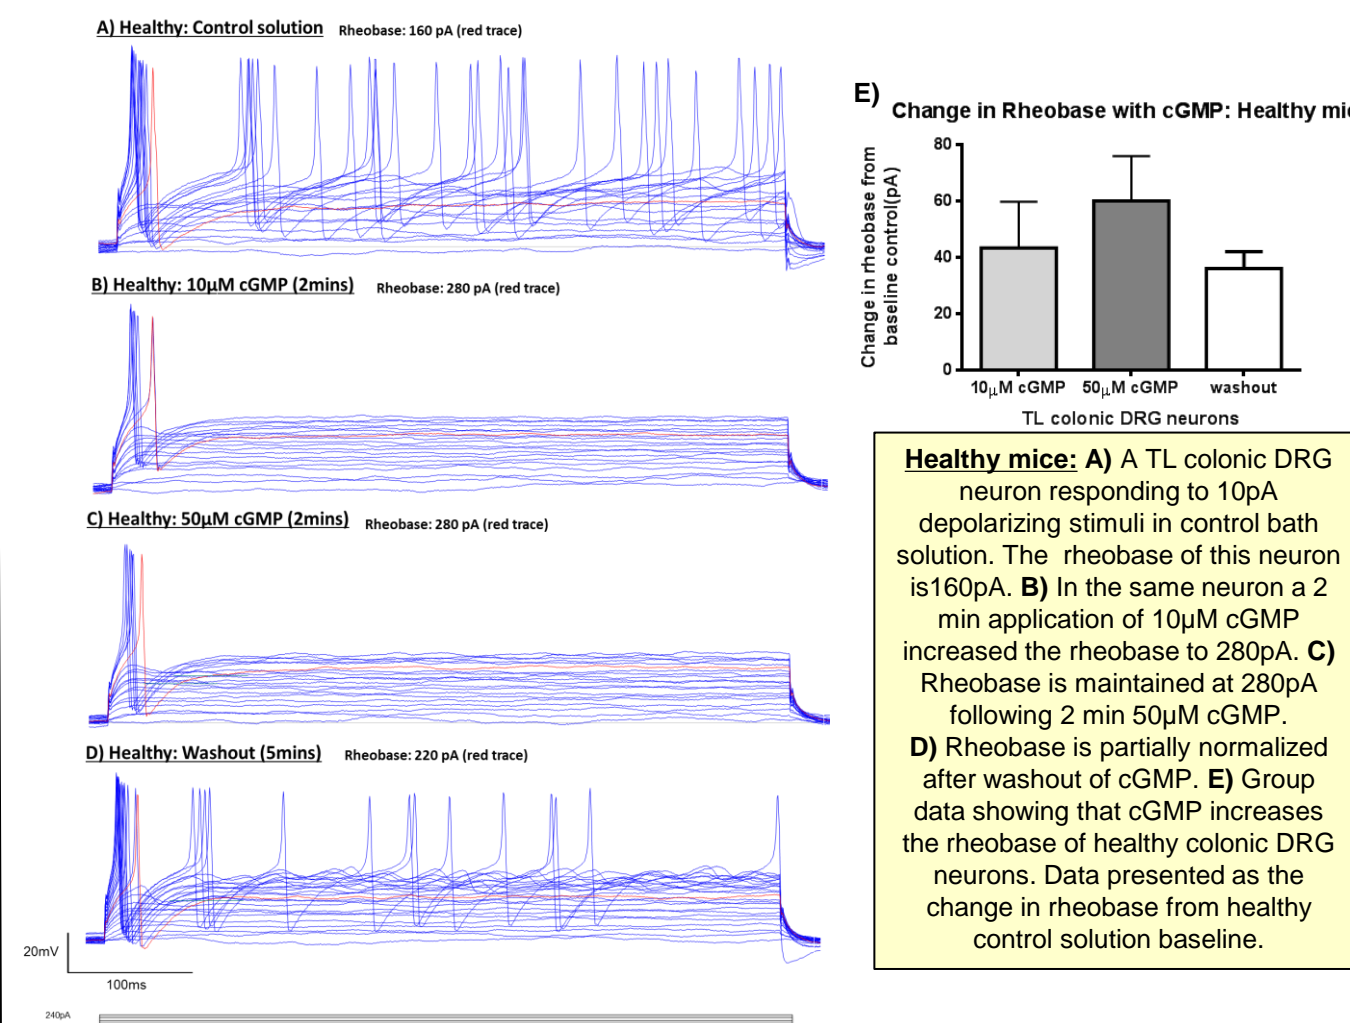 A) Healthy: Control solution Rheobase: 160 pA (red trace)
B) Healthy: 10µM cGMP (2mins) Rheobase: 280 pA (red trace)
C) Healthy: 50µM cGMP (2mins) Rheobase: 280 pA (red trace)
D) Healthy: Washout (5mins) Rheobase: 220 pA (red trace)
20mV
100ms
240pA
E)
Change in Rheobase with cGMP: Healthy mi
Change in rheobase from
baseline control(pA)
80
60
40
20
0
10µM cGMP 50µM cGMP washout
TL colonic DRG neurons
Healthy mice: A) A TL colonic DRG
neuron responding to 10pA
depolarizing stimuli in control bath
solution. The rheobase of this neuron
is160pA. B) In the same neuron a 2
min application of 10µM cGMP
increased the rheobase to 280pA. C)
Rheobase is maintained at 280pA
following 2 min 50µM cGMP.
D) Rheobase is partially normalized
after washout of cGMP. E) Group
data showing that cGMP increases
the rheobase of healthy colonic DRG
neurons. Data presented as the
change in rheobase from healthy
control solution baseline.